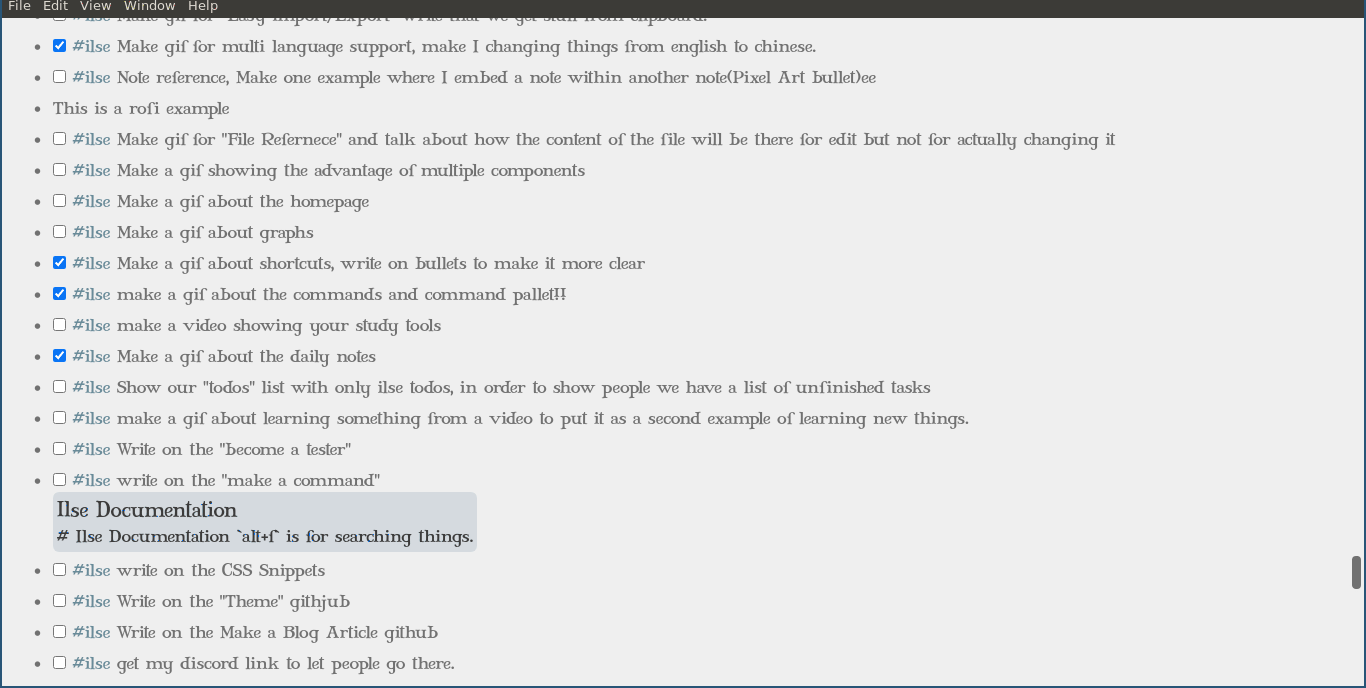 File Edit View Window Help
#ilse Make gif for "Easy Import/Export" write that we get stuff from clipboard.
#ilse Make gif for multi language support, make I changing things from english to chinese.
#ilse Note reference, Make one example where I embed a note within another note(Pixel Art bullet)ee
This is a rofi example
#ilse Make gif for "File Refernece" and talk about how the content of the file will be there for edit but not for actually changing it
#ilse Make a gif showing the advantage of multiple components
#ilse Make a gif about the homepage
#ilse Make a gif about graphs
#ilse Make a gif about shortcuts, write on bullets to make it more clear
#ilse make a gif about the commands and command pallet!!
#ilse make a video showing your study tools
#ilse Make a gif about the daily notes
#ilse Show our "todos" list with only ilse todos, in order to show people we have a list of unfinished tasks
#ilse make a gif about learning something from a video to put it as a second example of learning new things.
#ilse Write on the "become a tester"
#ilse write on the "make a command"
Ilse Documentation
# Ilse Documentation `alt+f` is for searching things.
#ilse write on the CSS Snippets
#ilse Write on the "Theme" githjub
#ilse Write on the Make a Blog Article github
#ilse get my discord link to let people go there.